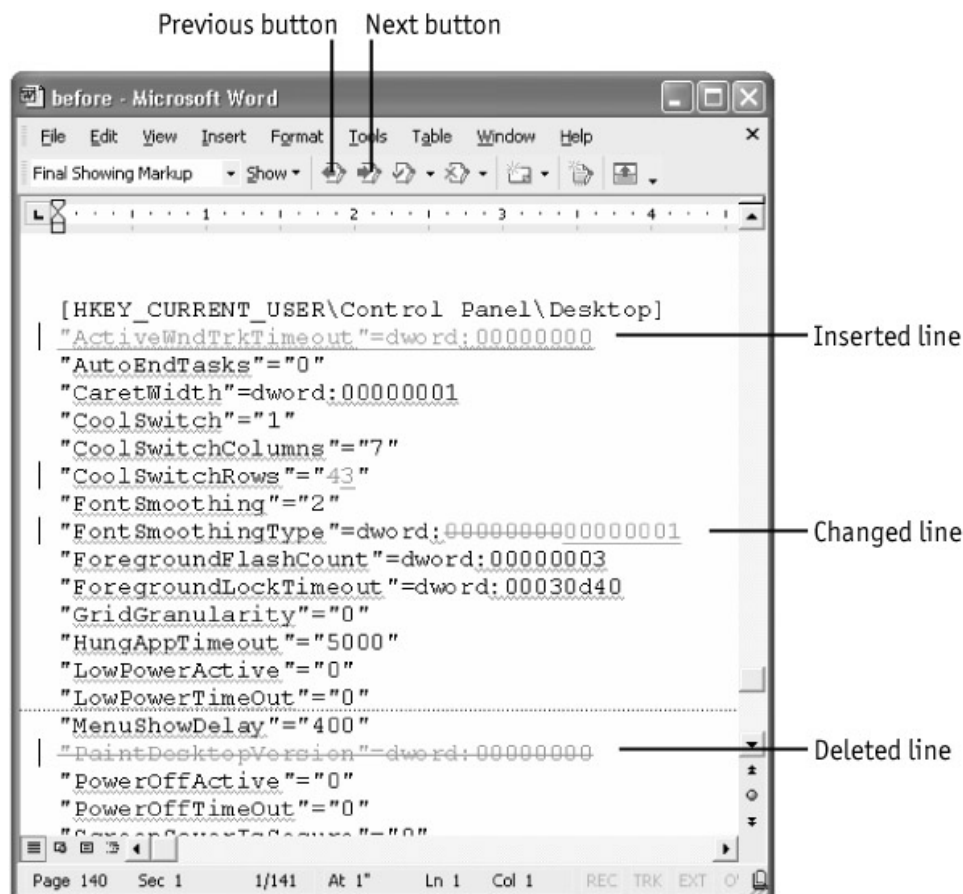 Previous button Next button
before - Microsoft Word
File Edit View Insert Format Tools Table Window Help
Final Showing Markup Show
1 2 3 4
[HKEY_CURRENT_USER\Control Panel\Desktop]
"ActiveWndTrkTimeout"=dword:00000000 Inserted line
"AutoEndTasks"="0"
"CaretWidth"=dword:00000001
"CoolSwitch"="1"
"CoolSwitchColumns"="7"
"CoolSwitchRows"="43"
"FontSmoothing"="2"
"FontSmoothingType"=dword:0000000000000001 Changed line
"ForegroundFlashCount"=dword:00000003
"ForegroundLockTimeout"=dword:00030d40
"GridGranularity"="0"
"HungAppTimeout"="5000"
"LowPowerActive"="0"
"LowPowerTimeOut"="0"
"MenuShowDelay"="400"
"PaintDesktopVersion"=dword:00000000 Deleted line
"PowerOffActive"="0"
"PowerOffTimeOut"="0"
Page 140 Sec 1 1/141 At 1" Ln 1 Col 1 REC TRK EXT